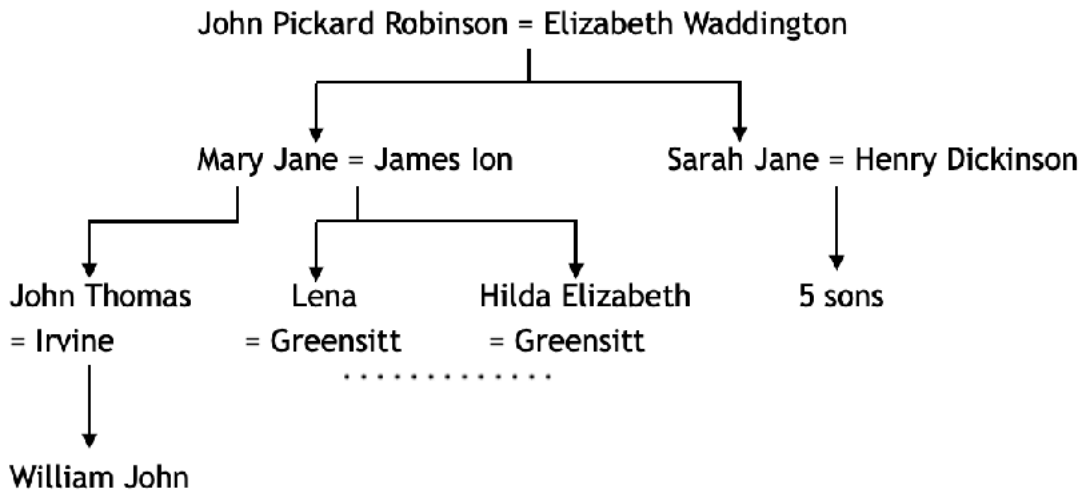 John Pickard Robinson = Elizabeth Waddington
Mary Jane = James Ion
Sarah Jane = Henry Dickinson
John Thomas
= Irvine
Lena
= Greensitt
Hilda Elizabeth
= Greensitt
5 sons
. . . . . . . . . . . . .
William John